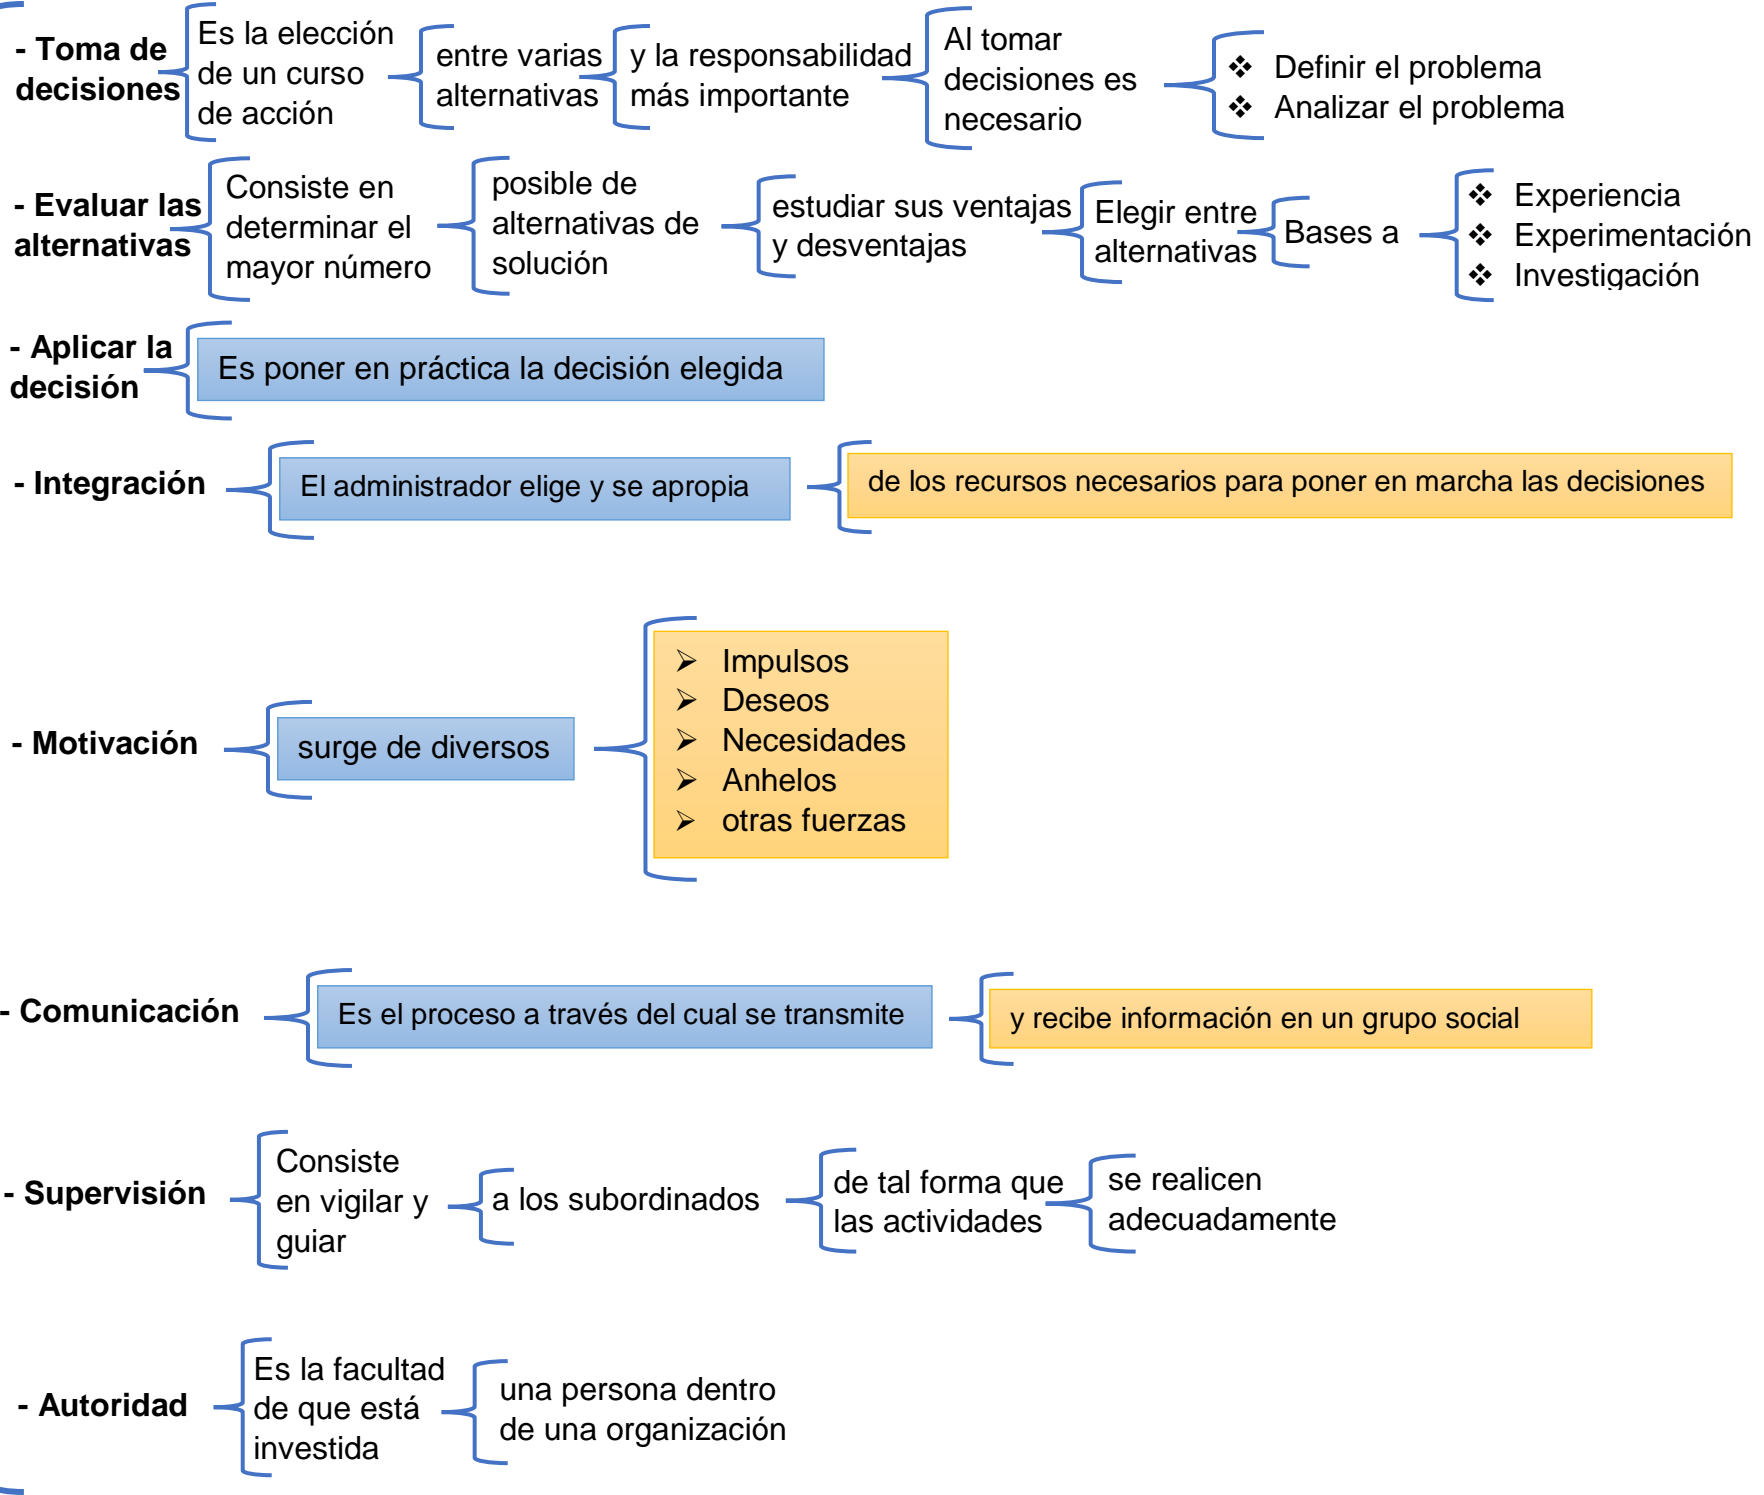 - Toma de
decisiones
Es la elección
de un curso
de acción
entre varias
alternativas
y la responsabilidad
más importante
Al tomar
decisiones es
necesario
❖ Definir el problema
❖ Analizar el problema
- Evaluar las
alternativas
Consiste en
determinar el
mayor número
posible de
alternativas de
solución
estudiar sus ventajas
y desventajas
Elegir entre
alternativas
Bases a
❖ Experiencia
❖ Experimentación
❖ Investigación
- Aplicar la
decisión
Es poner en práctica la decisión elegida
- Integración
El administrador elige y se apropia
de los recursos necesarios para poner en marcha las decisiones
- Motivación
surge de diversos
➢ Impulsos
➢ Deseos
➢ Necesidades
➢ Anhelos
➢ otras fuerzas
- Comunicación
Es el proceso a través del cual se transmite
y recibe información en un grupo social
- Supervisión
Consiste
en vigilar y
guiar
a los subordinados
de tal forma que
las actividades
se realicen
adecuadamente
- Autoridad
Es la facultad
de que está
investida
una persona dentro
de una organización